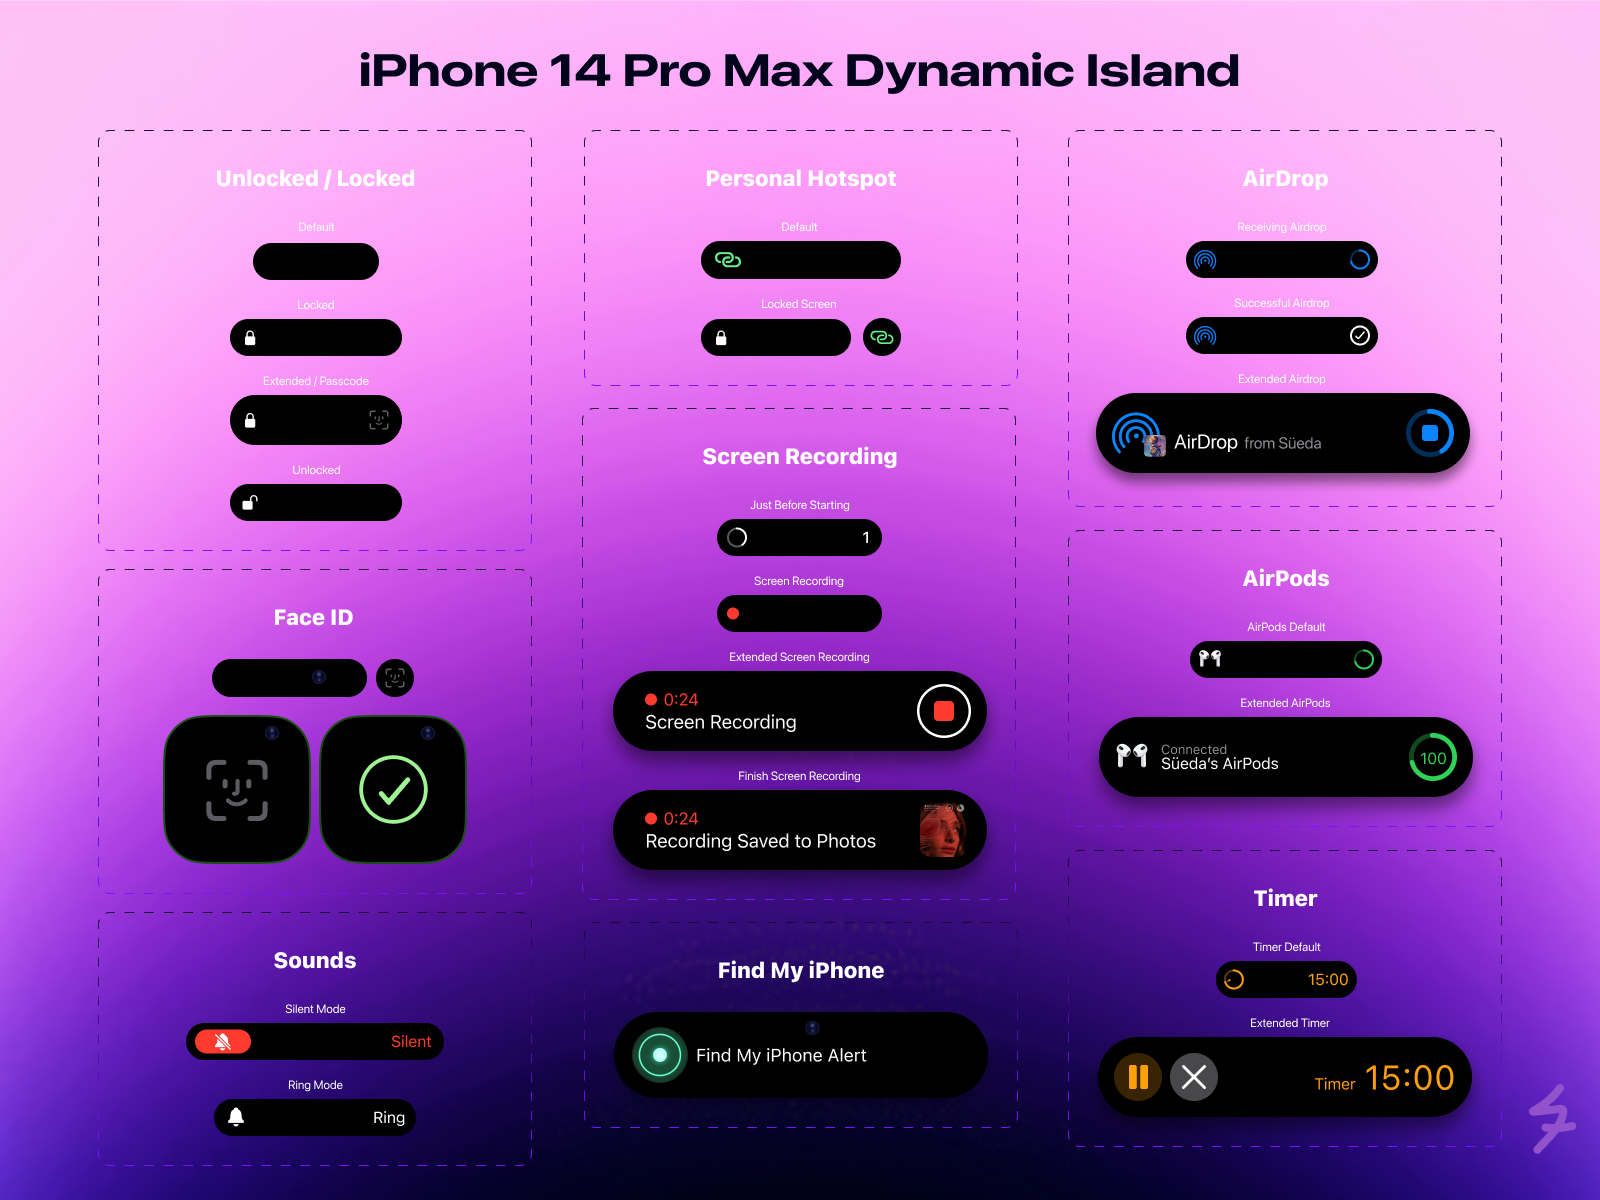 iPhone 14 Pro Max Dynamic Island
Unlocked / Locked
Default
Locked
Extended / Passcode
Unlocked
Face ID
Sounds
Silent Mode
Silent
Ring Mode
Ring
Personal Hotspot
Default
Locked Screen
Screen Recording
Just Before Starting
1
Screen Recording
Extended Screen Recording
0:24
Screen Recording
Finish Screen Recording
0:24
Recording Saved to Photos
Find My iPhone
Find My iPhone Alert
AirDrop
Receiving Airdrop
Successful Airdrop
Extended Airdrop
AirDrop from Süeda
AirPods
AirPods Default
Extended AirPods
Connected
Süeda's AirPods
100
Timer
Timer Default
15:00
Extended Timer
Timer 15:00